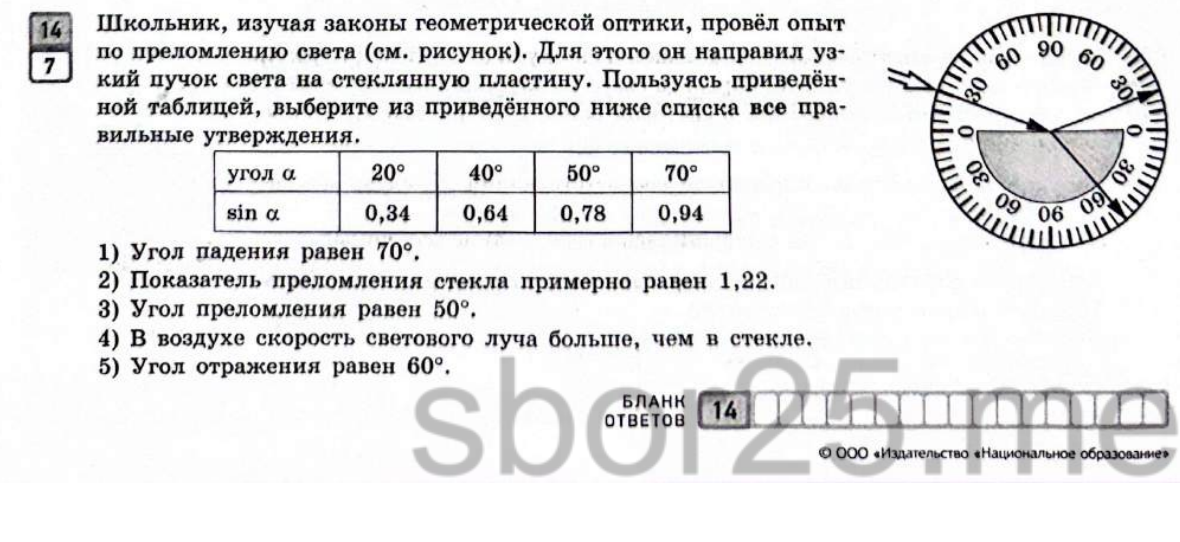 14
7
Школьник, изучая законы геометрической оптики, провёл опыт
по преломлению света (см. рисунок). Для этого он направил уз-
кий пучок света на стеклянную пластину. Пользуясь приведён-
ной таблицей, выберите из приведённого ниже списка все пра-
вильные утверждения.
угол α 20° 40° 50° 70°
sin α 0,34 0,64 0,78 0,94
1) Угол падения равен 70°.
2) Показатель преломления стекла примерно равен 1,22.
3) Угол преломления равен 50°.
4) В воздухе скорость светового луча больше, чем в стекле.
5) Угол отражения равен 60°.
0 30 60 90 60 30 0
30 60 90 60 30
БЛАНК
ОТВЕТОВ
14
© ООО «Издательство «Национальное образование»
sbor25.me